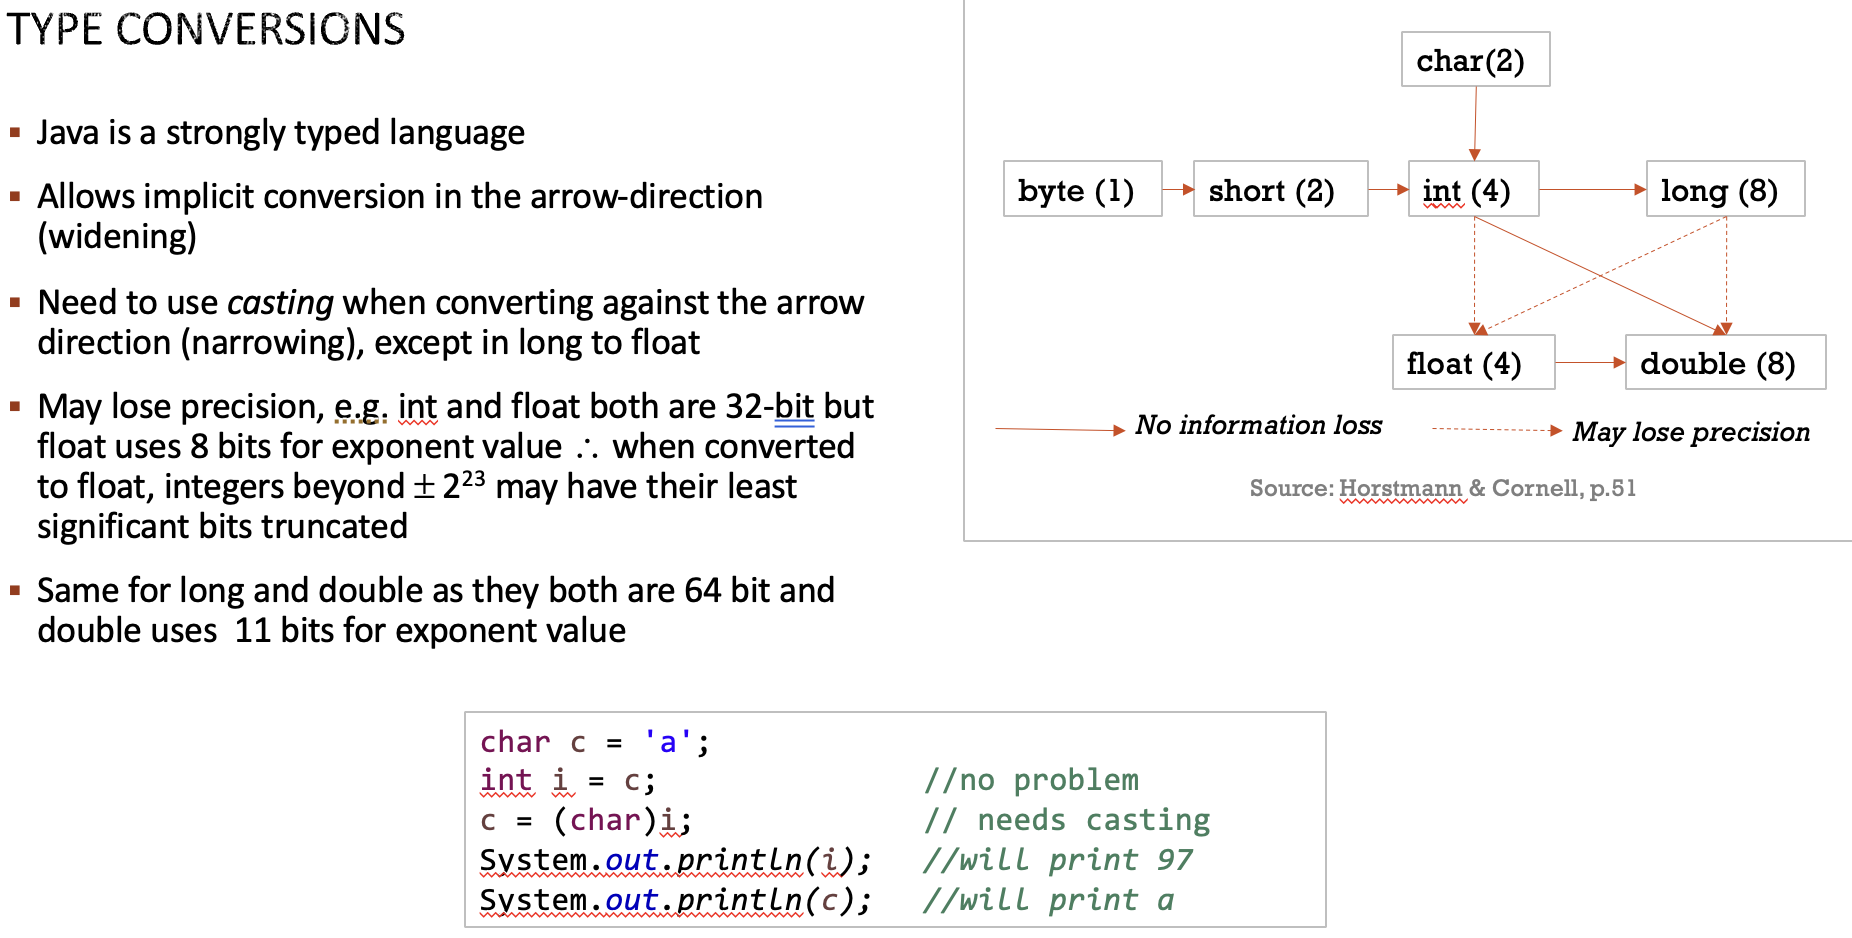 TYPE CONVERSIONS
▪ Java is a strongly typed language
▪ Allows implicit conversion in the arrow-direction
(widening)
▪ Need to use casting when converting against the arrow
direction (narrowing), except in long to float
▪ May lose precision, e.g. int and float both are 32-bit but
float uses 8 bits for exponent value ∴ when converted
to float, integers beyond ± 2²³ may have their least
significant bits truncated
▪ Same for long and double as they both are 64 bit and
double uses 11 bits for exponent value
char(2)
byte (1) short (2) int (4) long (8)
float (4) double (8)
No information loss May lose precision
Source: Horstmann & Cornell, p.51
char c = 'a';
int i = c; //no problem
c = (char)i; // needs casting
System.out.println(i); //will print 97
System.out.println(c); //will print a